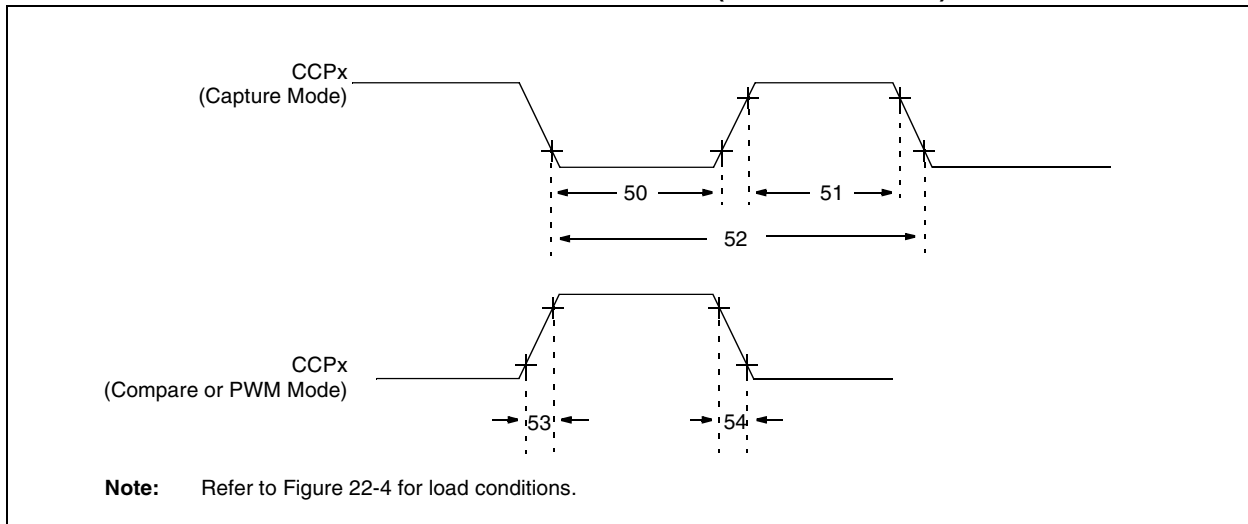 CCPx
(Capture Mode)
50
51
52
CCPx
(Compare or PWM Mode)
53
54
Note: Refer to Figure 22-4 for load conditions.